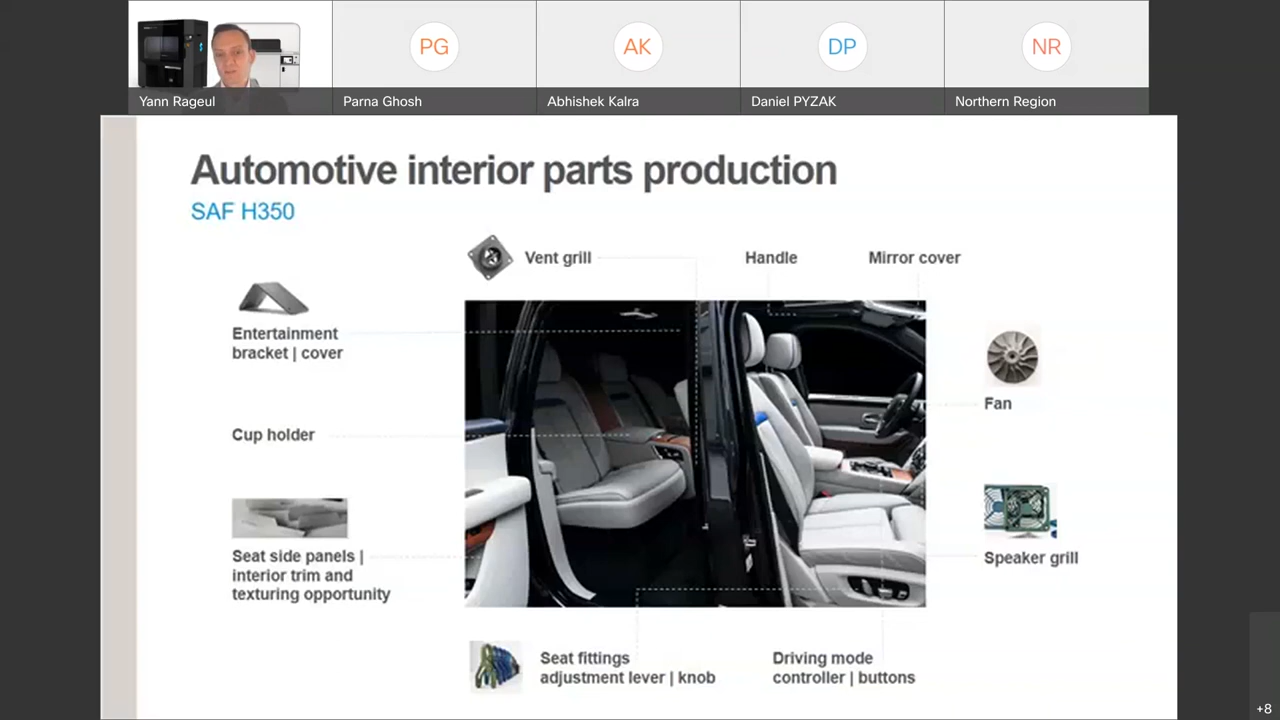 PG
AK
DP
NR
Yann Rageul
Parna Ghosh
Abhishek Kalra
Daniel PYZAK
Northern Region
Automotive interior parts production
SAF H350
Vent grill
Handle
Mirror cover
Entertainment
bracket | cover
Fan
Cup holder
Seat side panels |
interior trim and
texturing opportunity
Speaker grill
Seat fittings
adjustment lever | knob
Driving mode
controller | buttons
+8